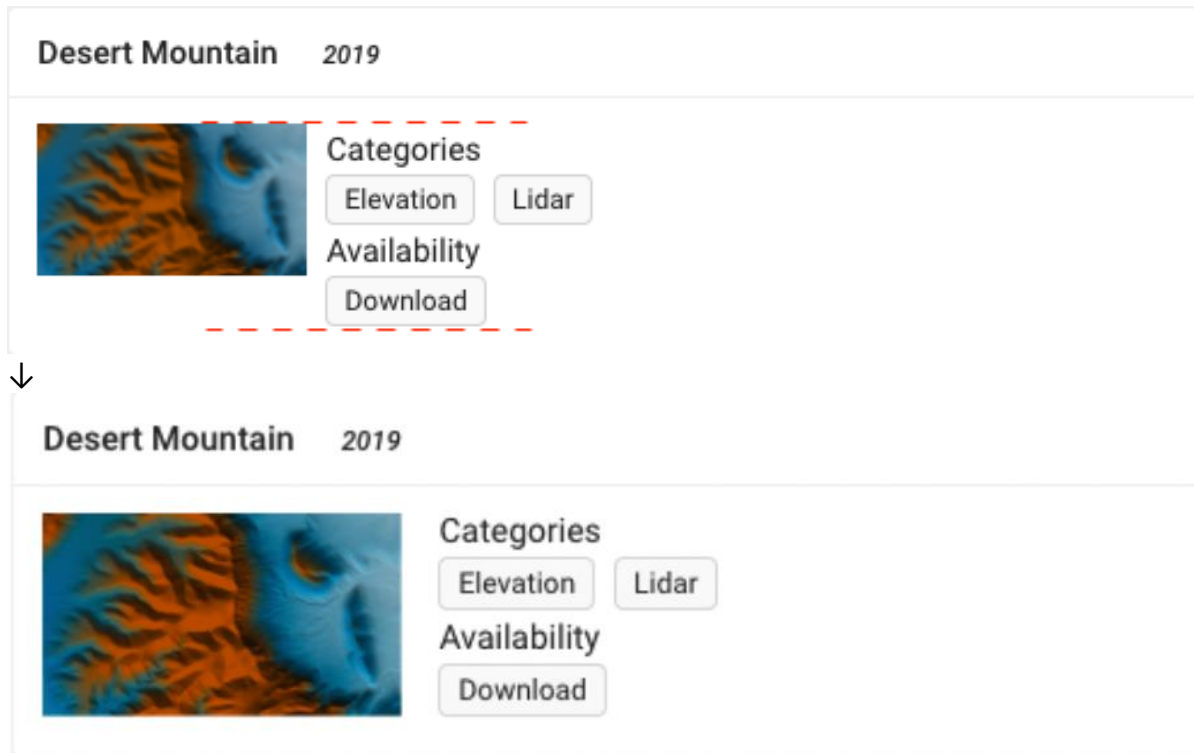 Desert Mountain 2019
Categories
Elevation Lidar
Availability
Download
↓
Desert Mountain 2019
Categories
Elevation Lidar
Availability
Download